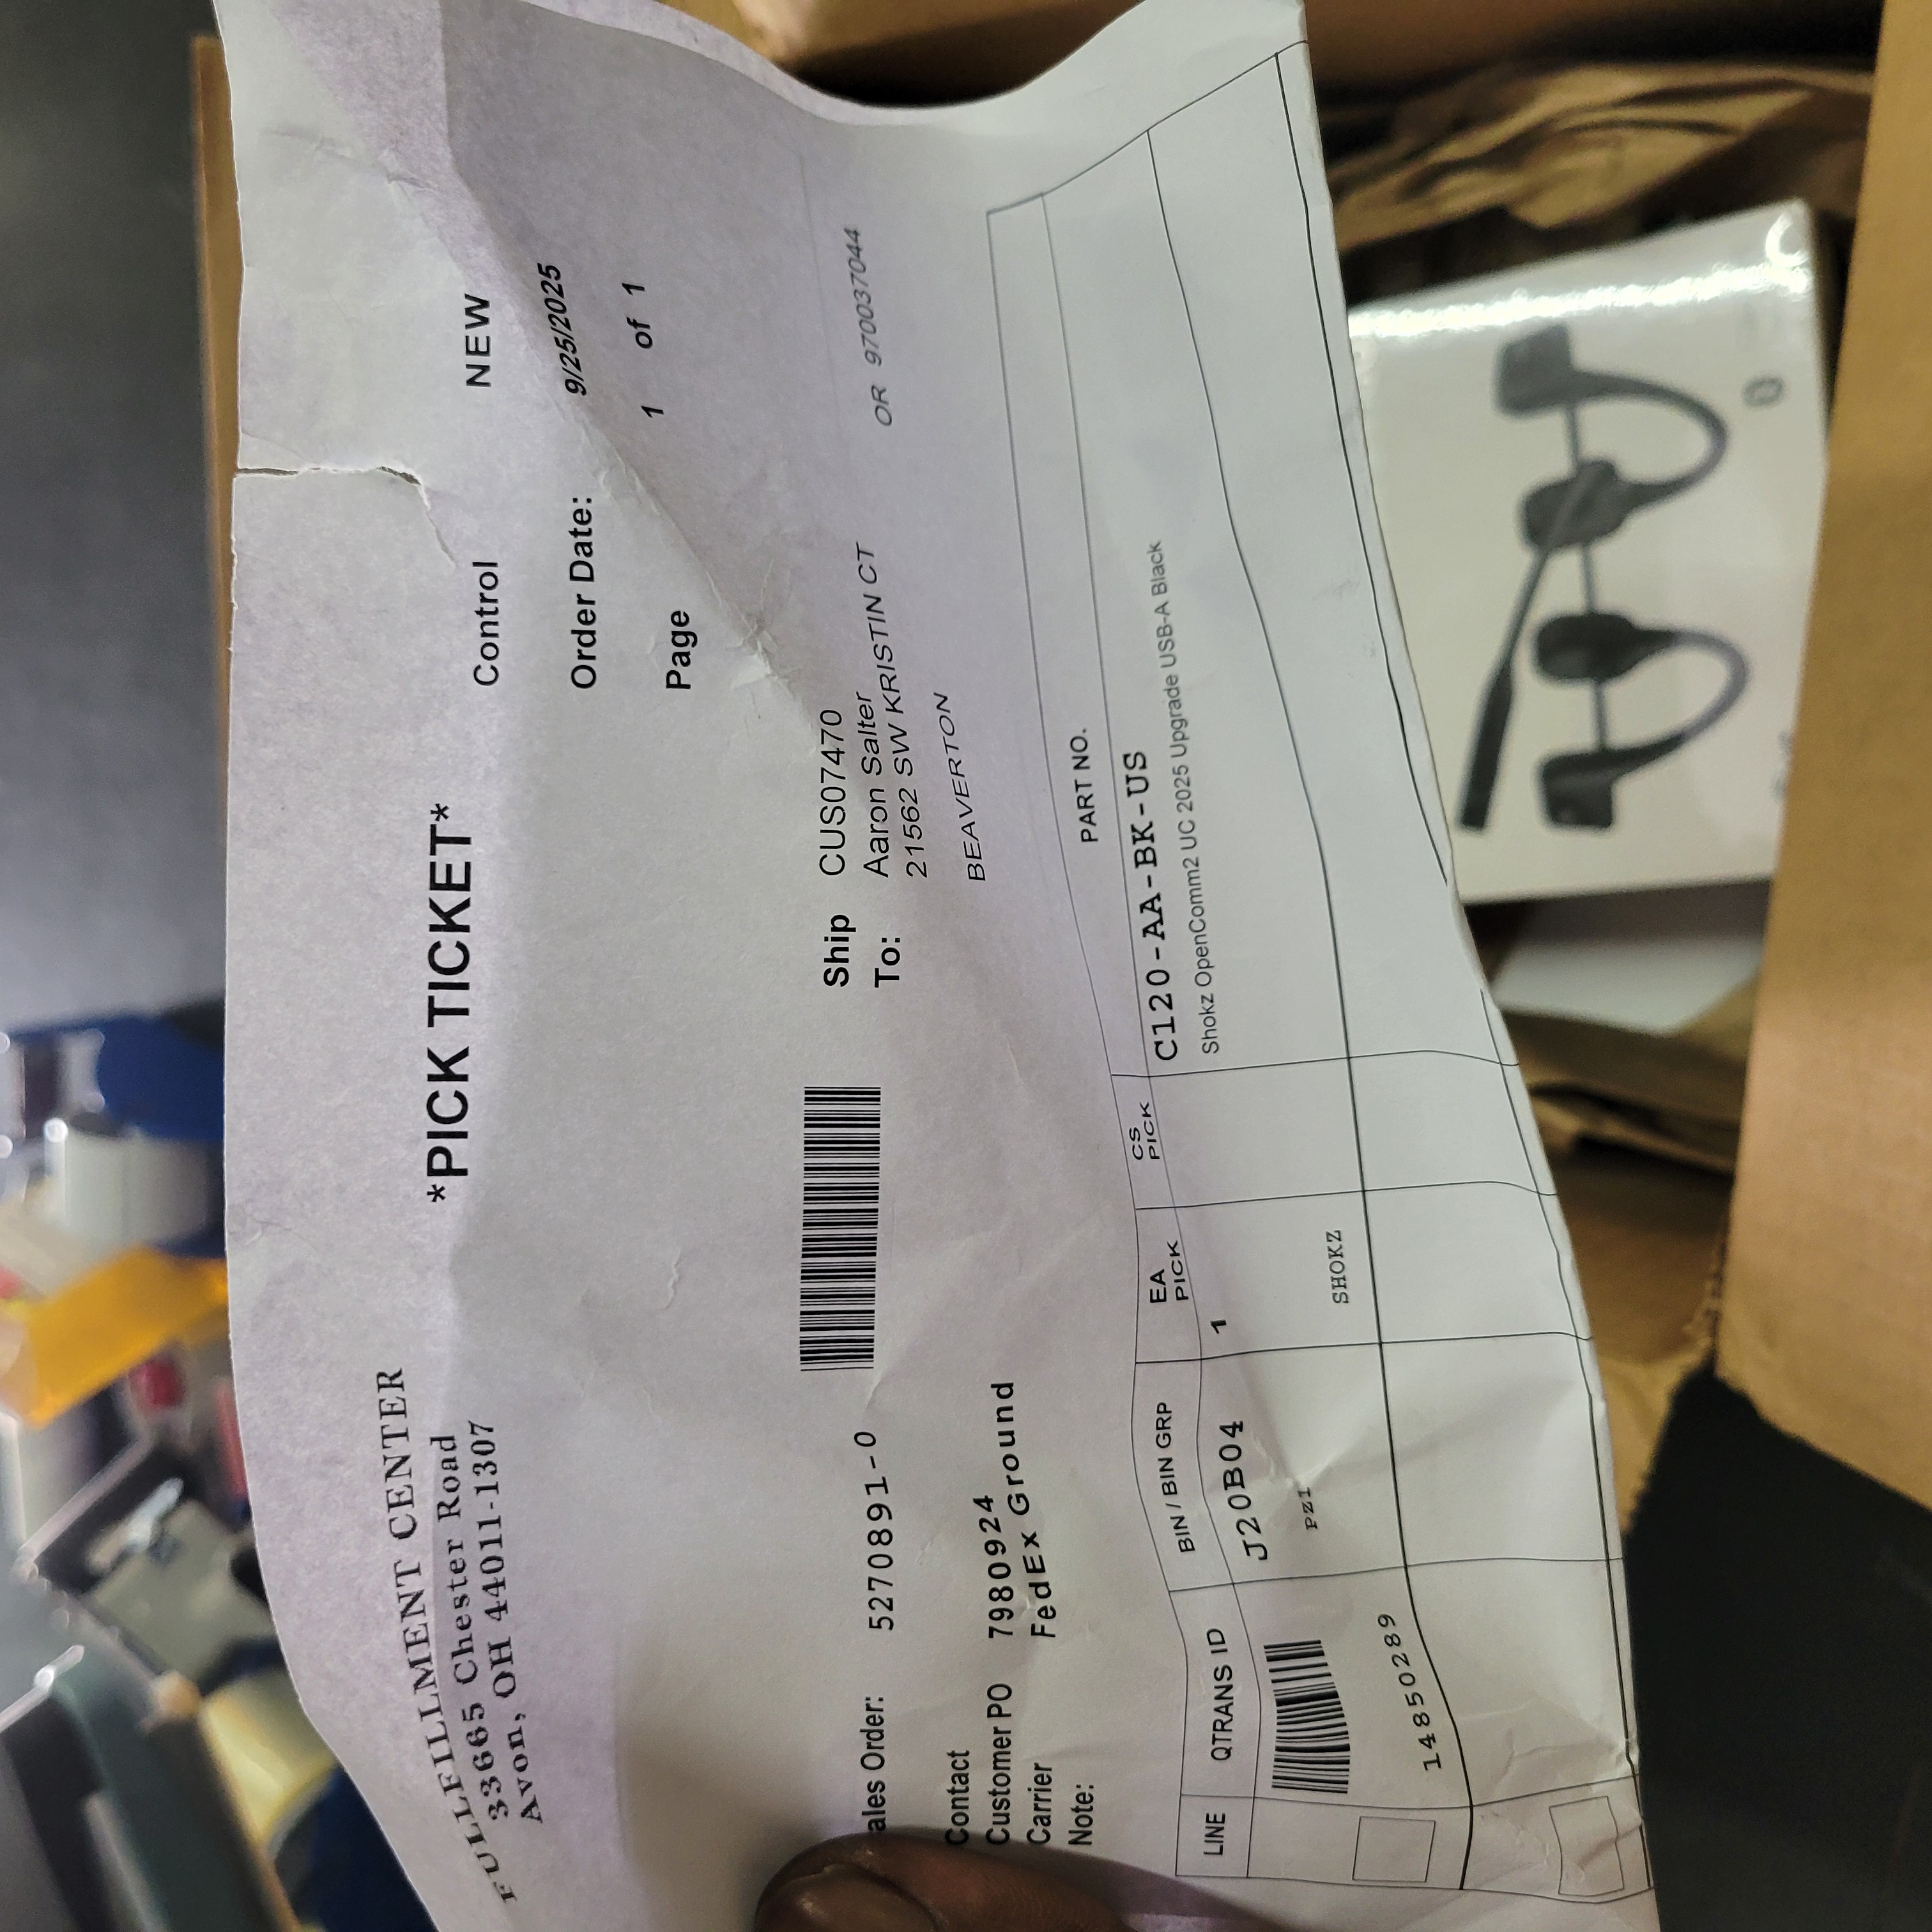 FULLFILLMENT CENTER
33665 Chester Road
Avon, OH 44011-1307
*PICK TICKET*
Control NEW
Order Date: 9/25/2025
Page 1 of 1
ales Order: 5270891-0
Ship To: CUS07470
Aaron Salter
21562 SW KRISTIN CT
BEAVERTON OR 970037044
Contact
Customer PO 7980924
Carrier FedEx Ground
Note:
LINE QTRANS ID BIN / BIN GRP EA PICK CS PICK PART NO.
J20B04 1 C120-AA-BK-US
Shokz OpenComm2 UC 2025 Upgrade USB-A Black
PZ1
14850289 SHOKZ